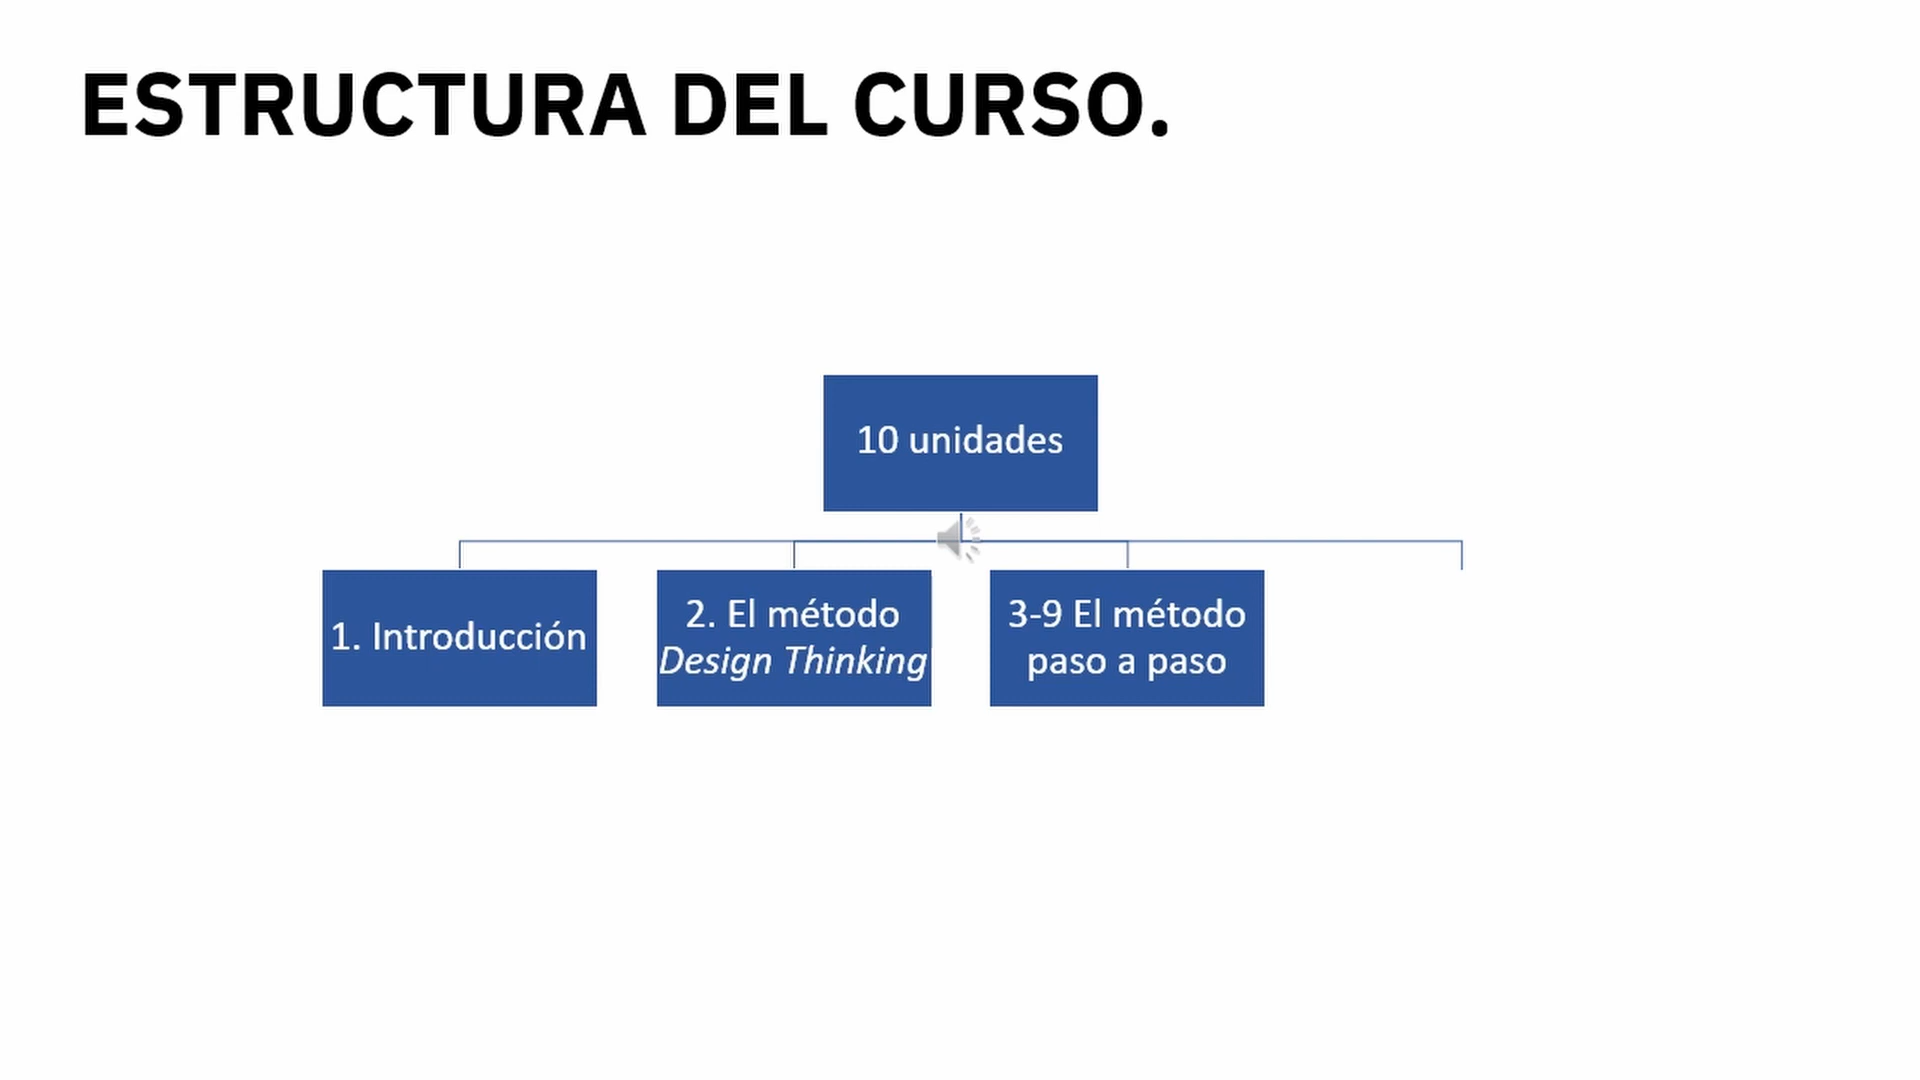 ESTRUCTURA DEL CURSO.
10 unidades
1. Introducción
2. El método
Design Thinking
3-9 El método
paso a paso